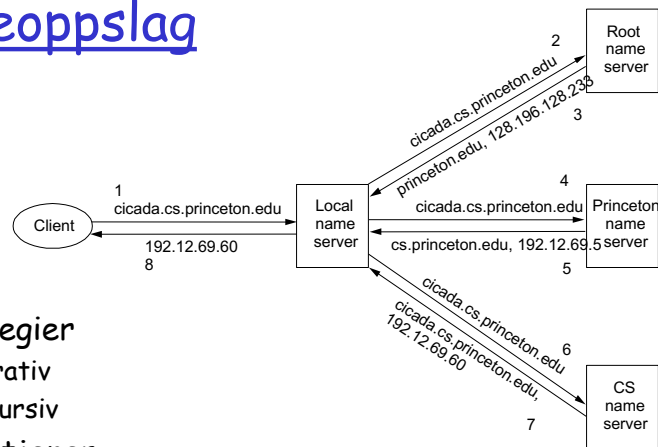 eoppslag
2
Root
name
server
cicada.cs.princeton.edu
princeton.edu, 128.196.128.233
3
1
cicada.cs.princeton.edu
Client
192.12.69.60
8
Local
name
server
4
cicada.cs.princeton.edu
Princeton
name
server
cs.princeton.edu, 192.12.69.5
5
cicada.cs.princeton.edu
6
cicada.cs.princeton.edu,
192.12.69.60
7
CS
name
server
egier
rativ
ursiv